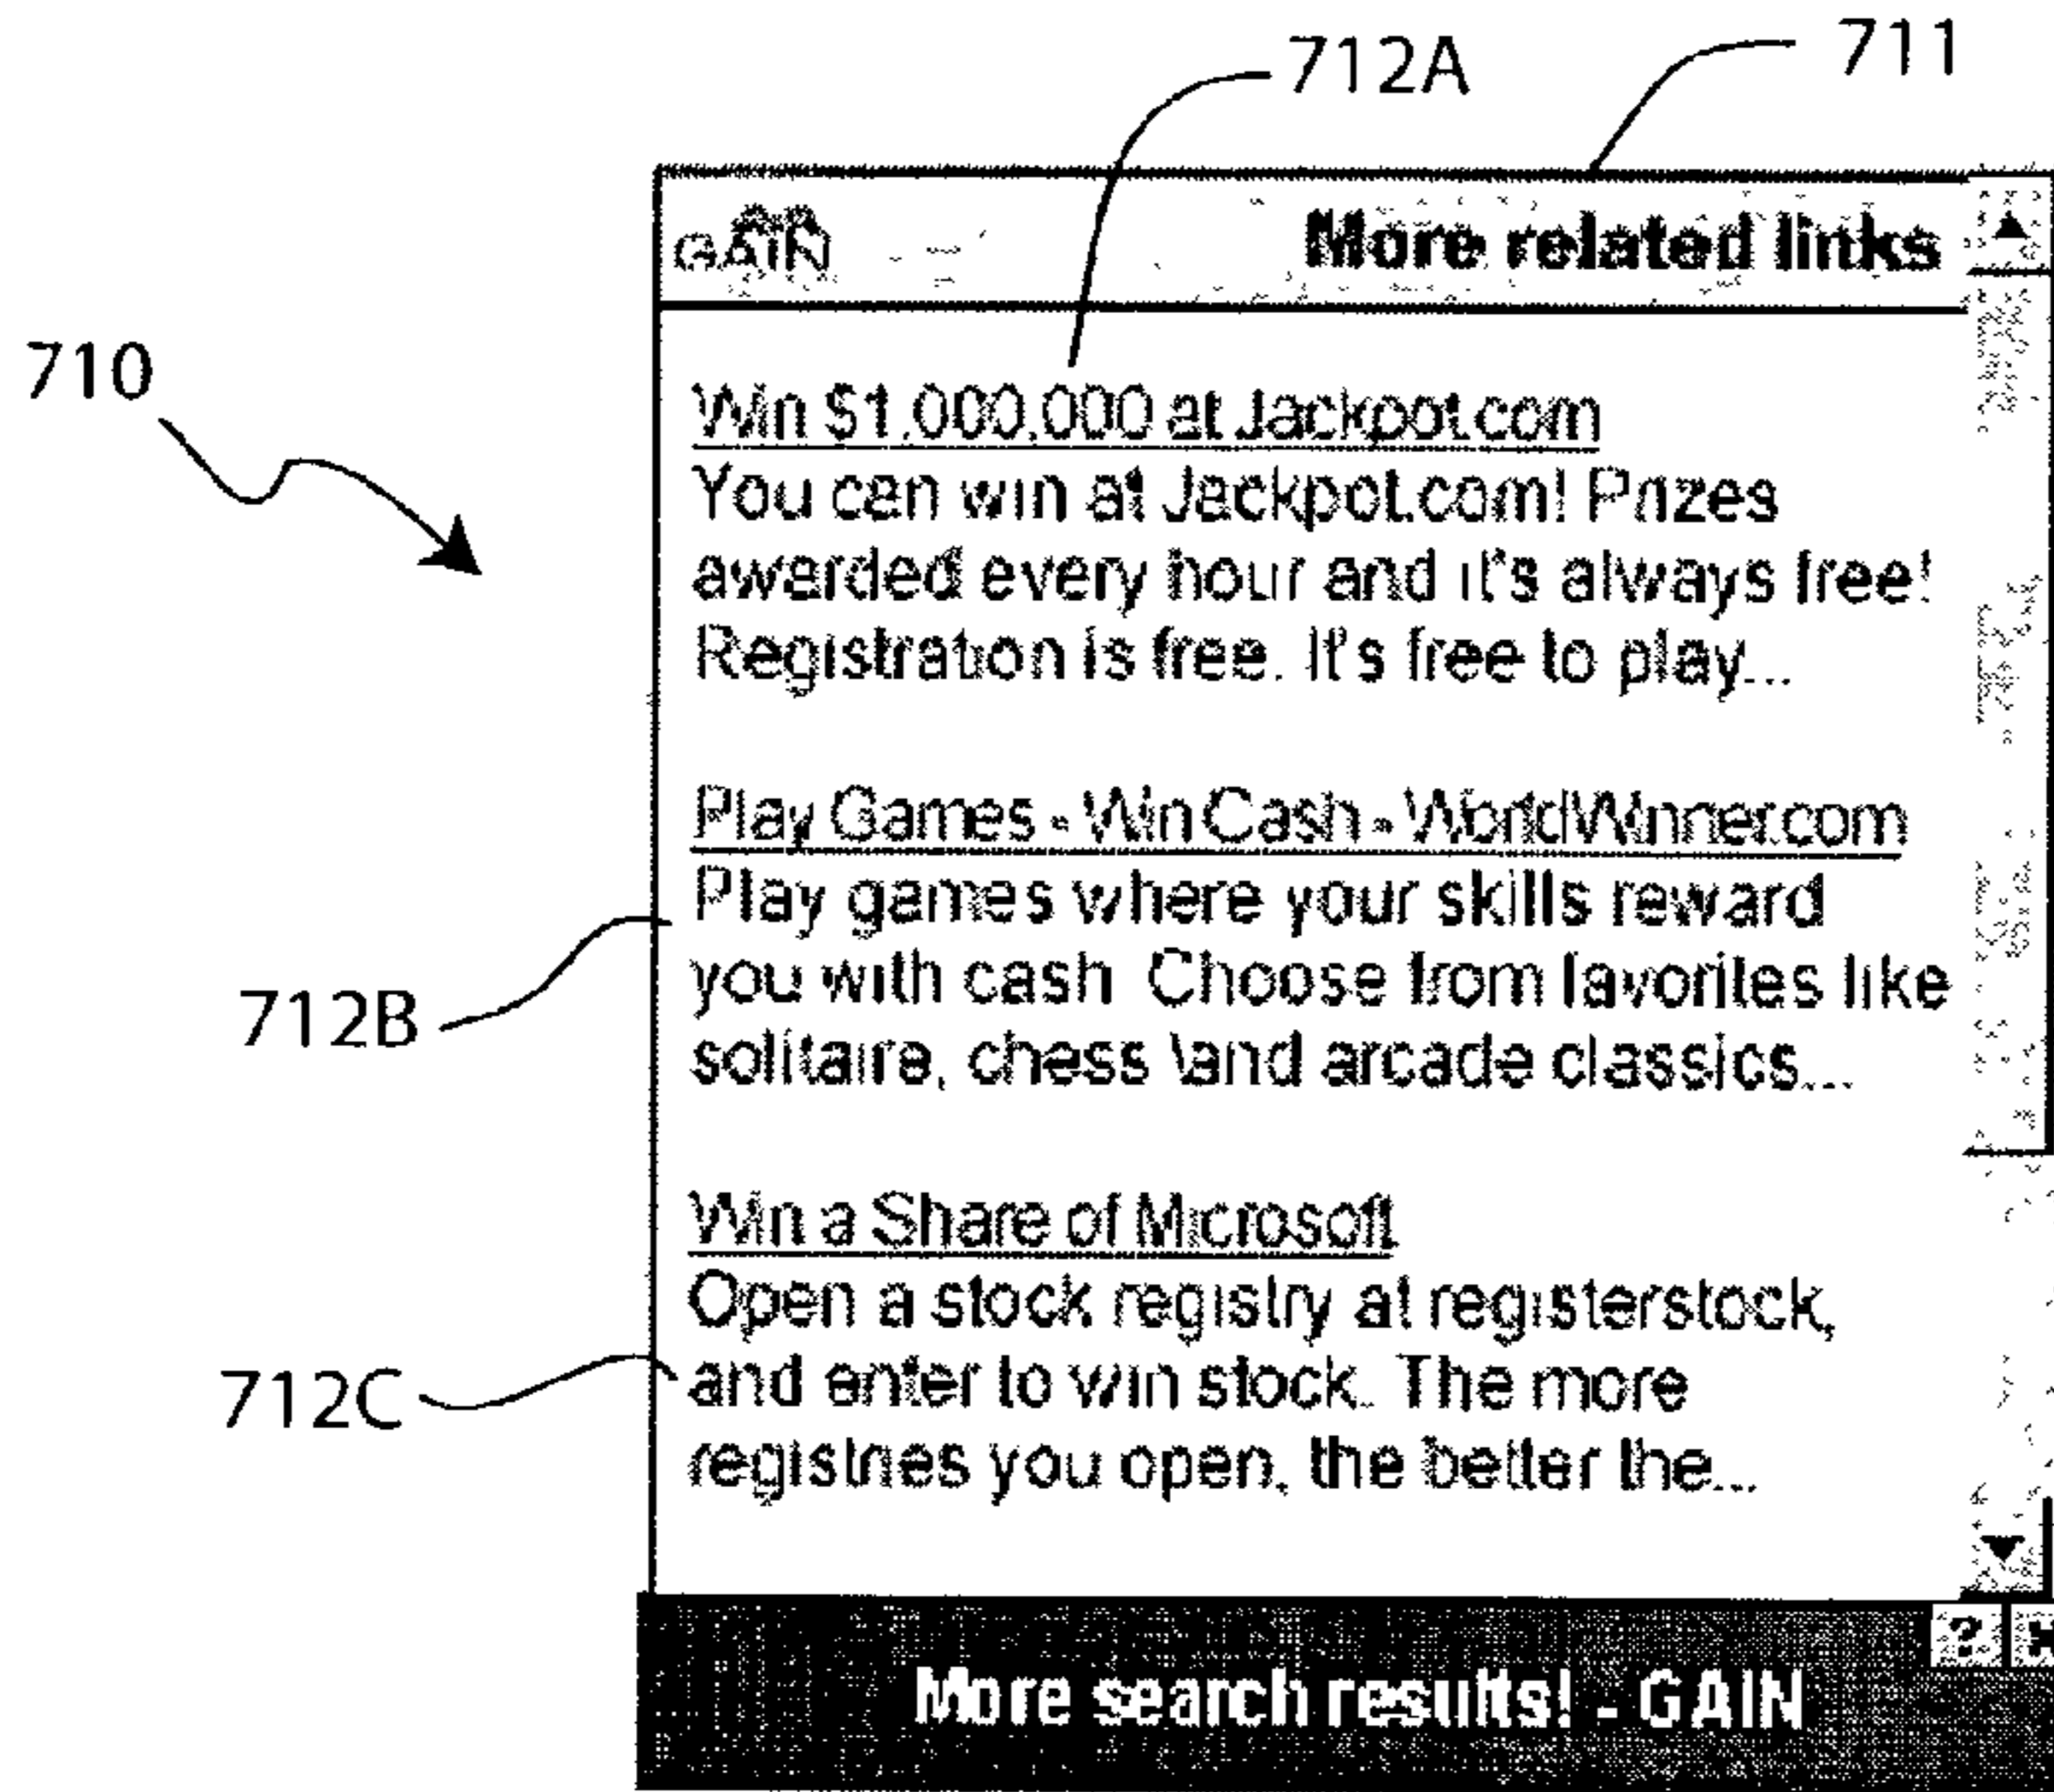 712A
711
GAIN
More related links
710
Win $1,000,000 at Jackpot.com
You can win at Jackpot.com! Prizes
awarded every hour and it's always free!
Registration is free. It's free to play...
Play Games - Win Cash - WorldWinner.com
Play games where your skills reward
712B
you with cash Choose from favorites like
solitaire, chess \and arcade classics...
Win a Share of Microsoft
Open a stock registry at registerstock,
712C
and enter to win stock. The more
registries you open, the better the...
?
More search results! - GAIN